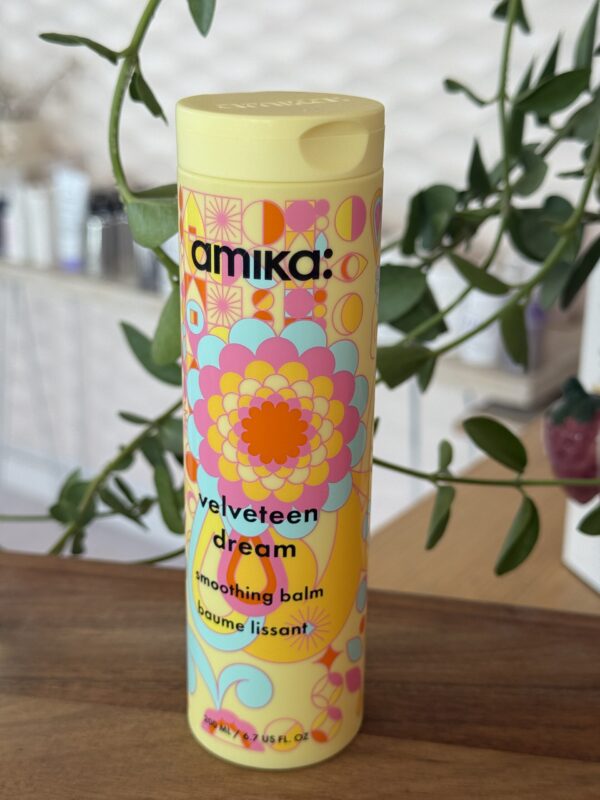 amika:
velveteen
dream
smoothing balm
baume lissant
200 ML / 6.7 US FL. OZ